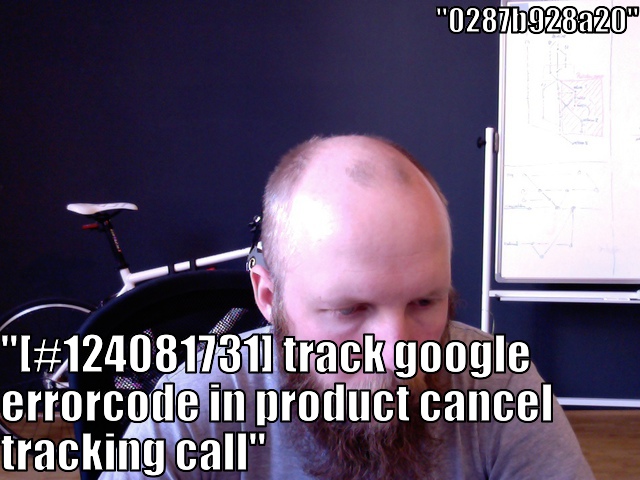 "0287b928a20"
"[#124081731] track google
errorcode in product cancel
tracking call"